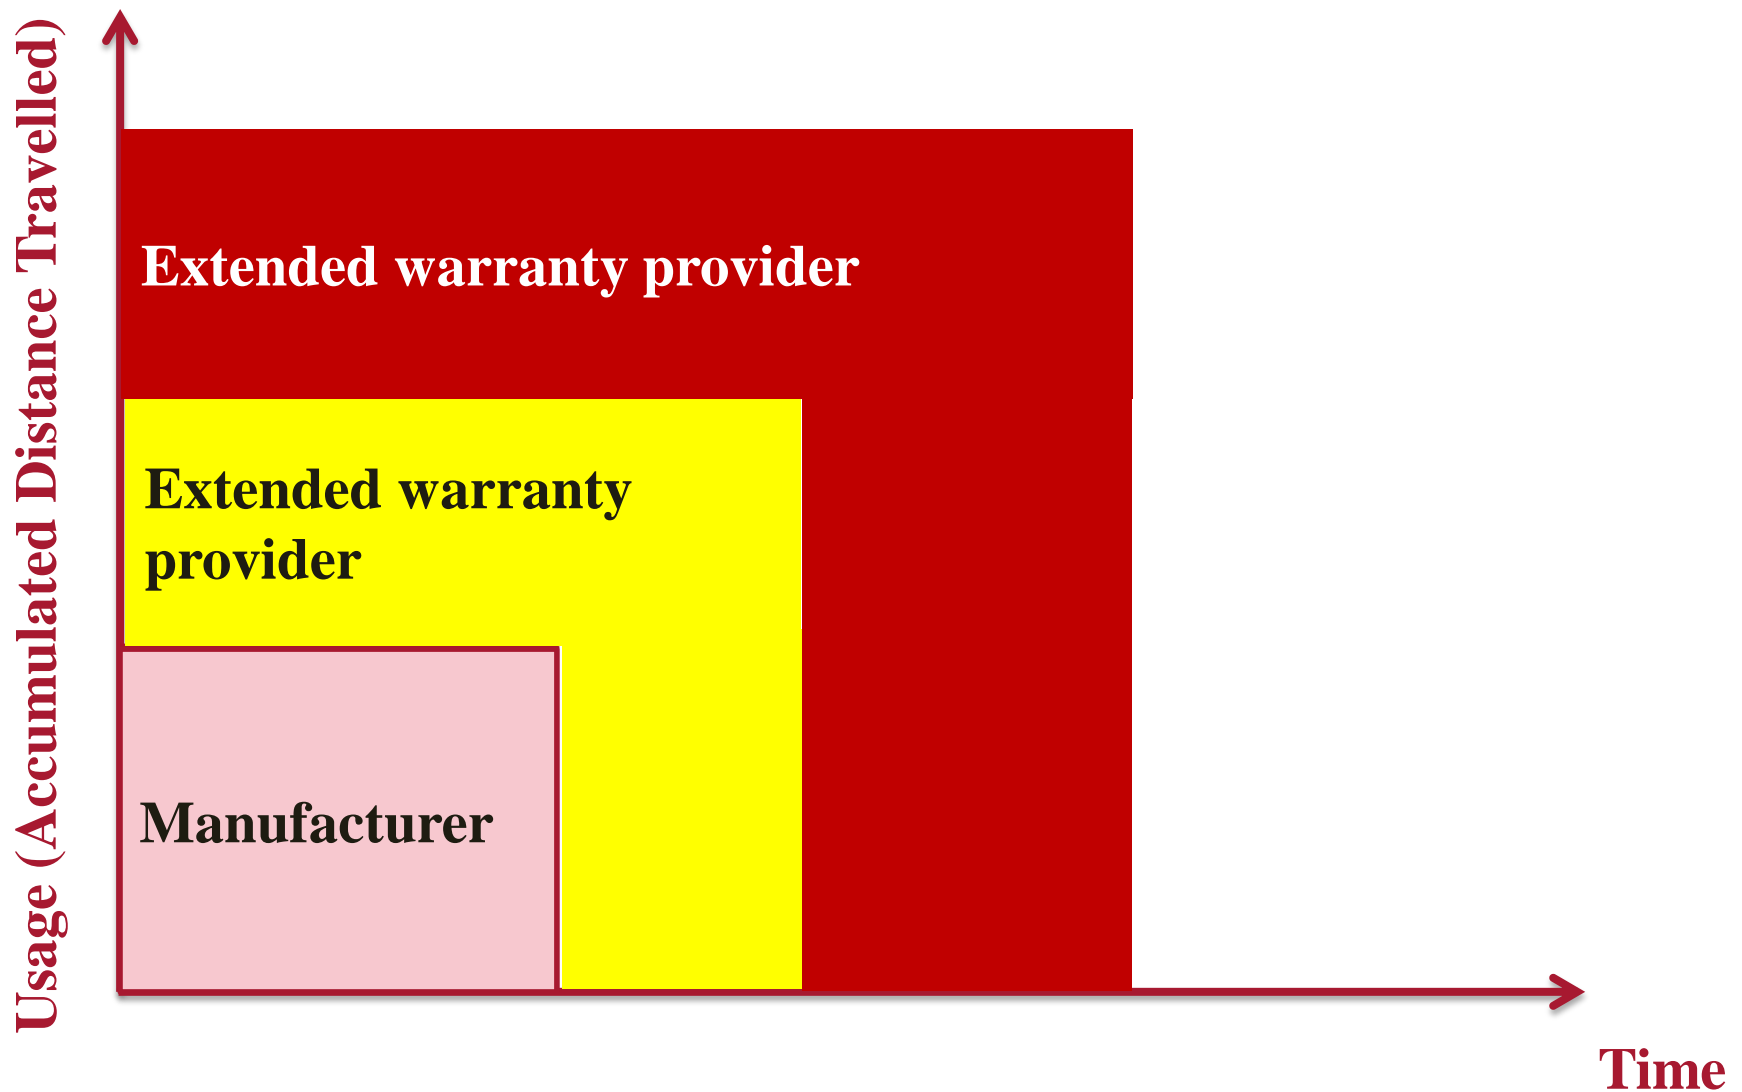 Usage (Accumulated Distance Travelled)
Extended warranty provider
Extended warranty
provider
Manufacturer
Time